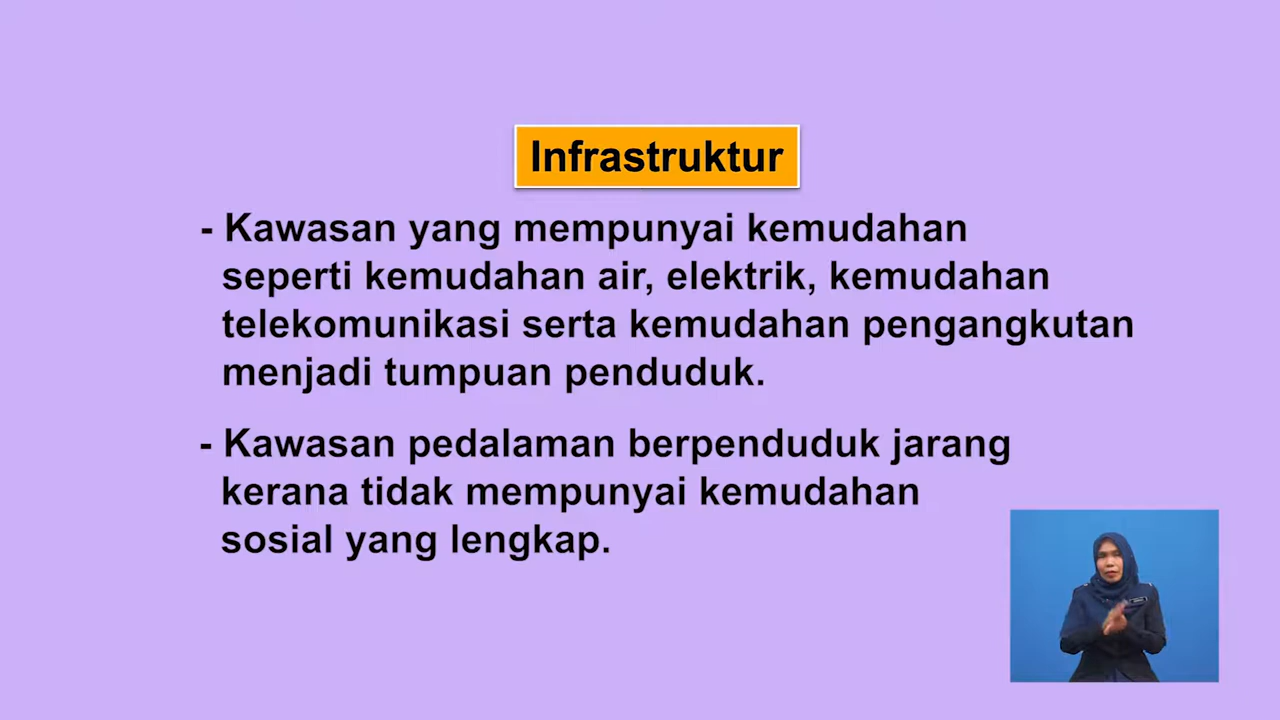 Infrastruktur
- Kawasan yang mempunyai kemudahan
seperti kemudahan air, elektrik, kemudahan
telekomunikasi serta kemudahan pengangkutan
menjadi tumpuan penduduk.
- Kawasan pedalaman berpenduduk jarang
kerana tidak mempunyai kemudahan
sosial yang lengkap.